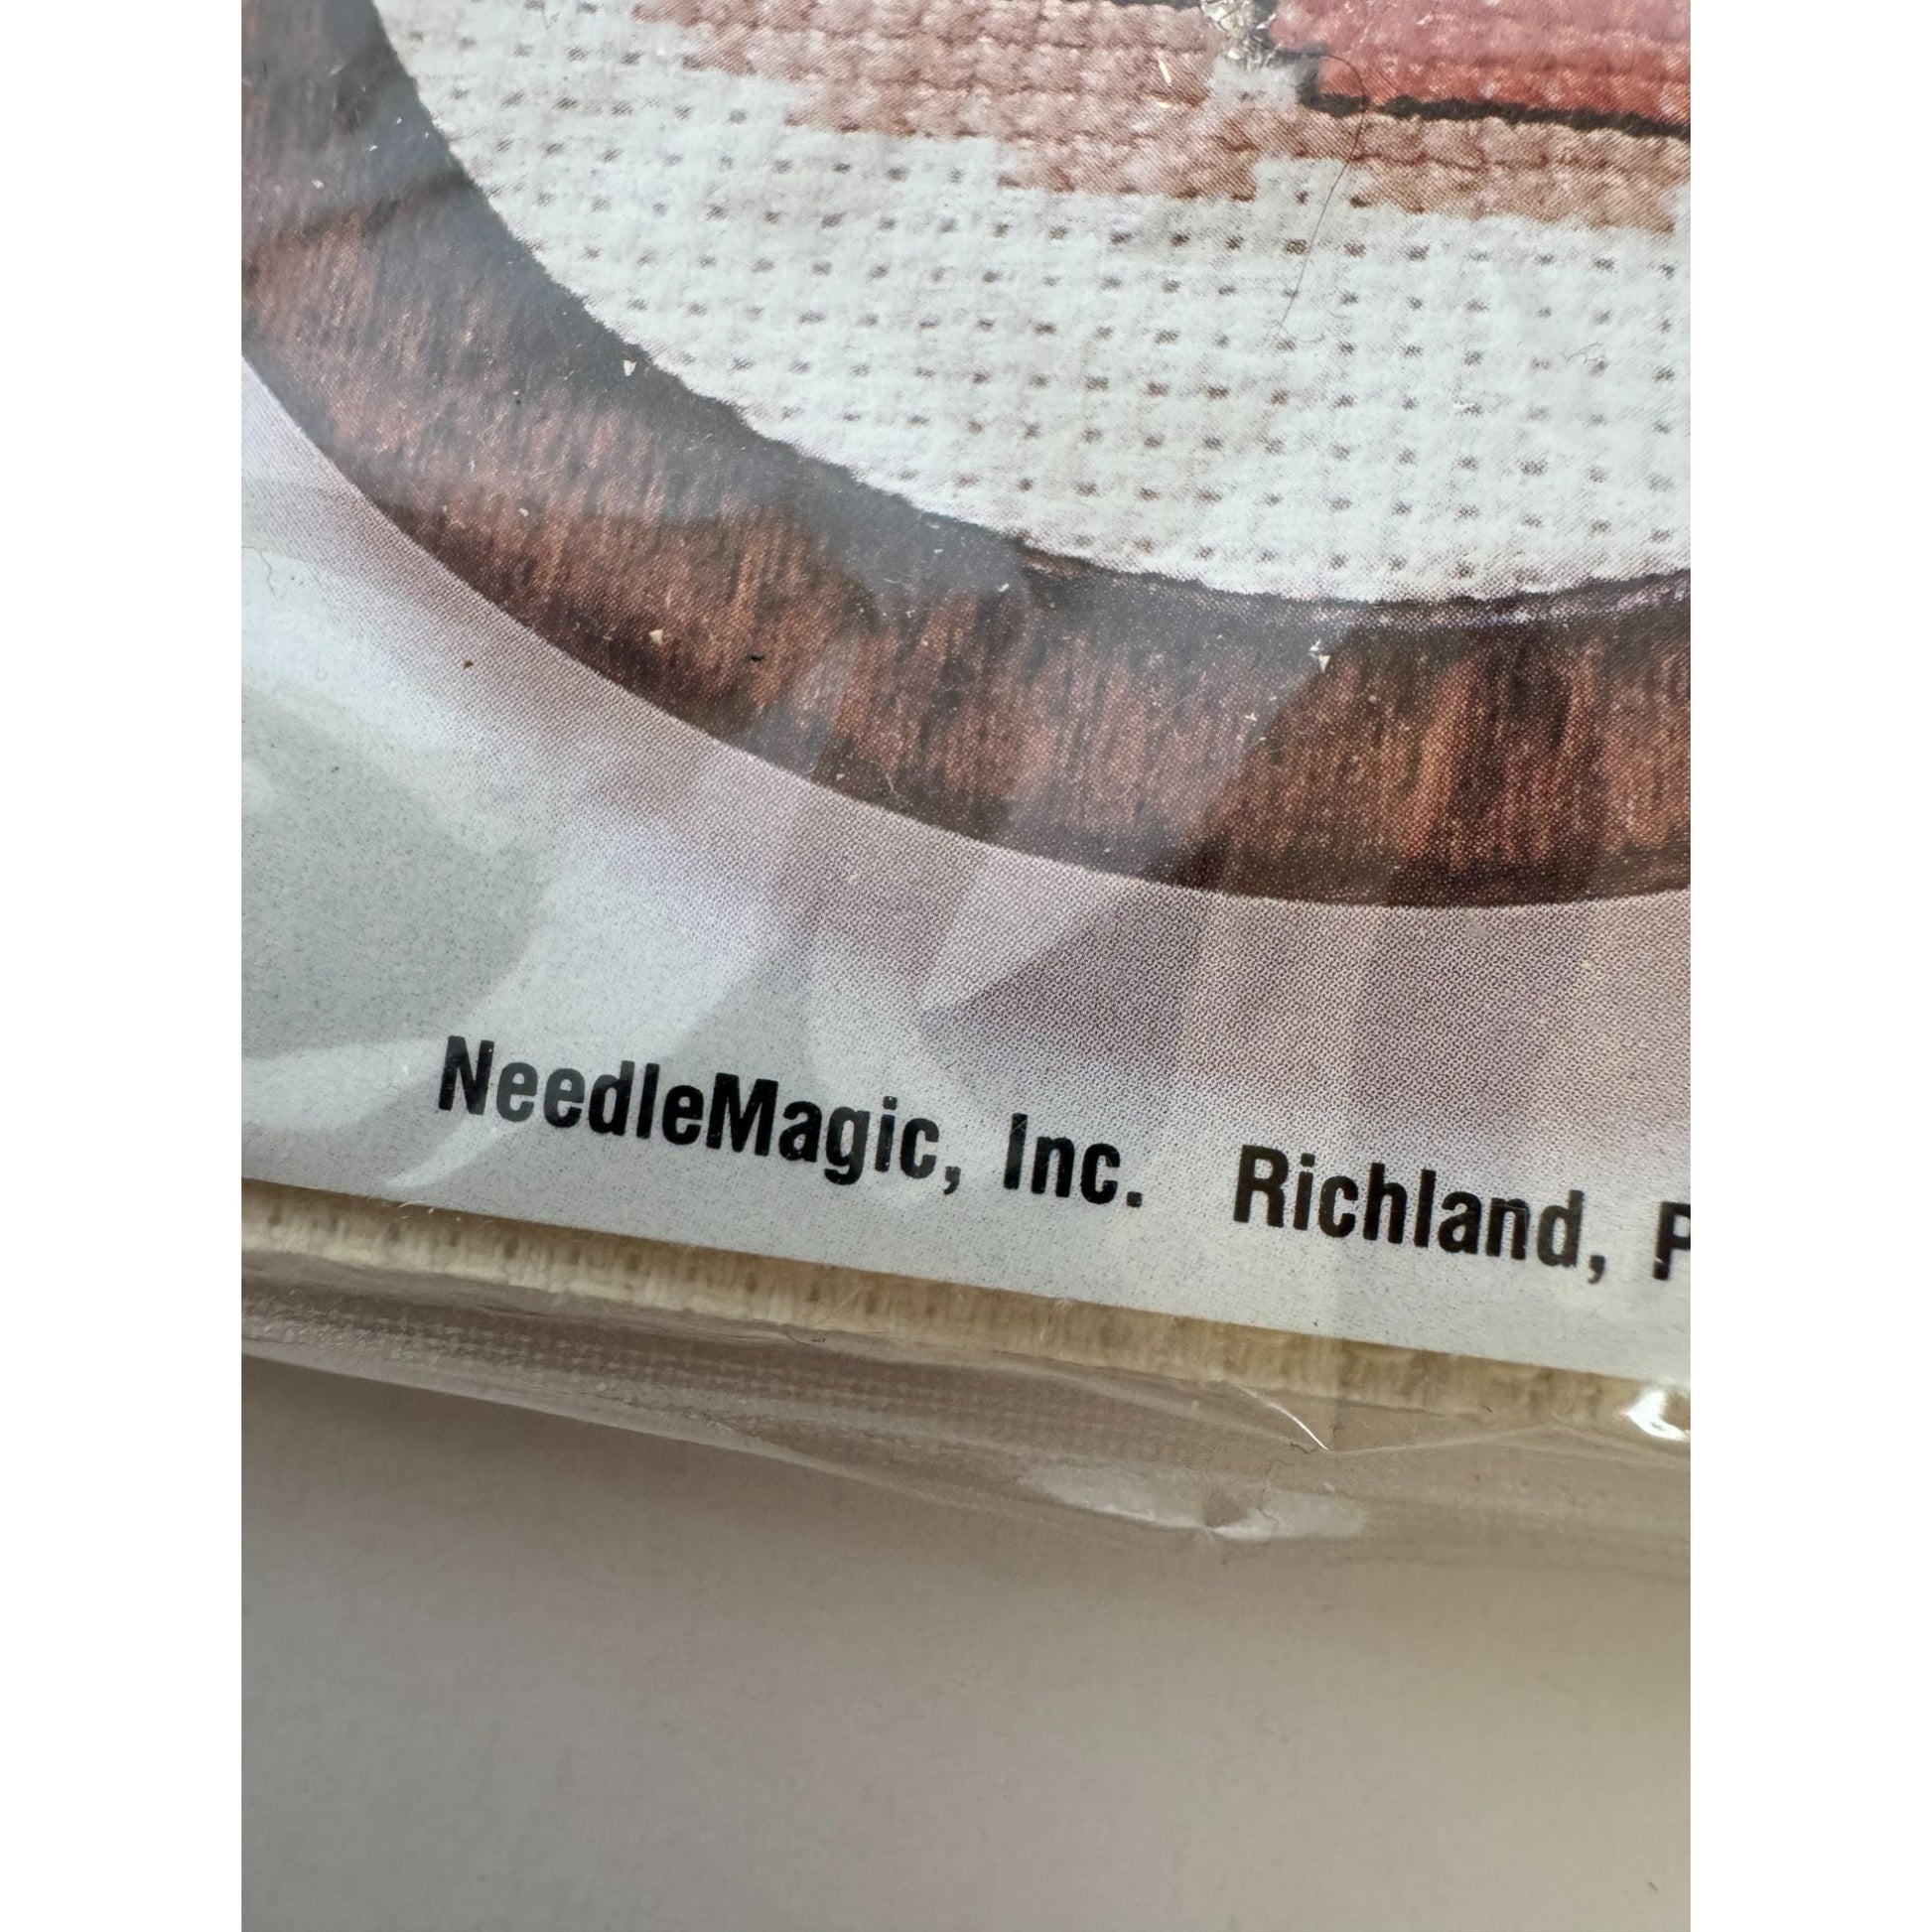 NeedleMagic, Inc. Richland, P